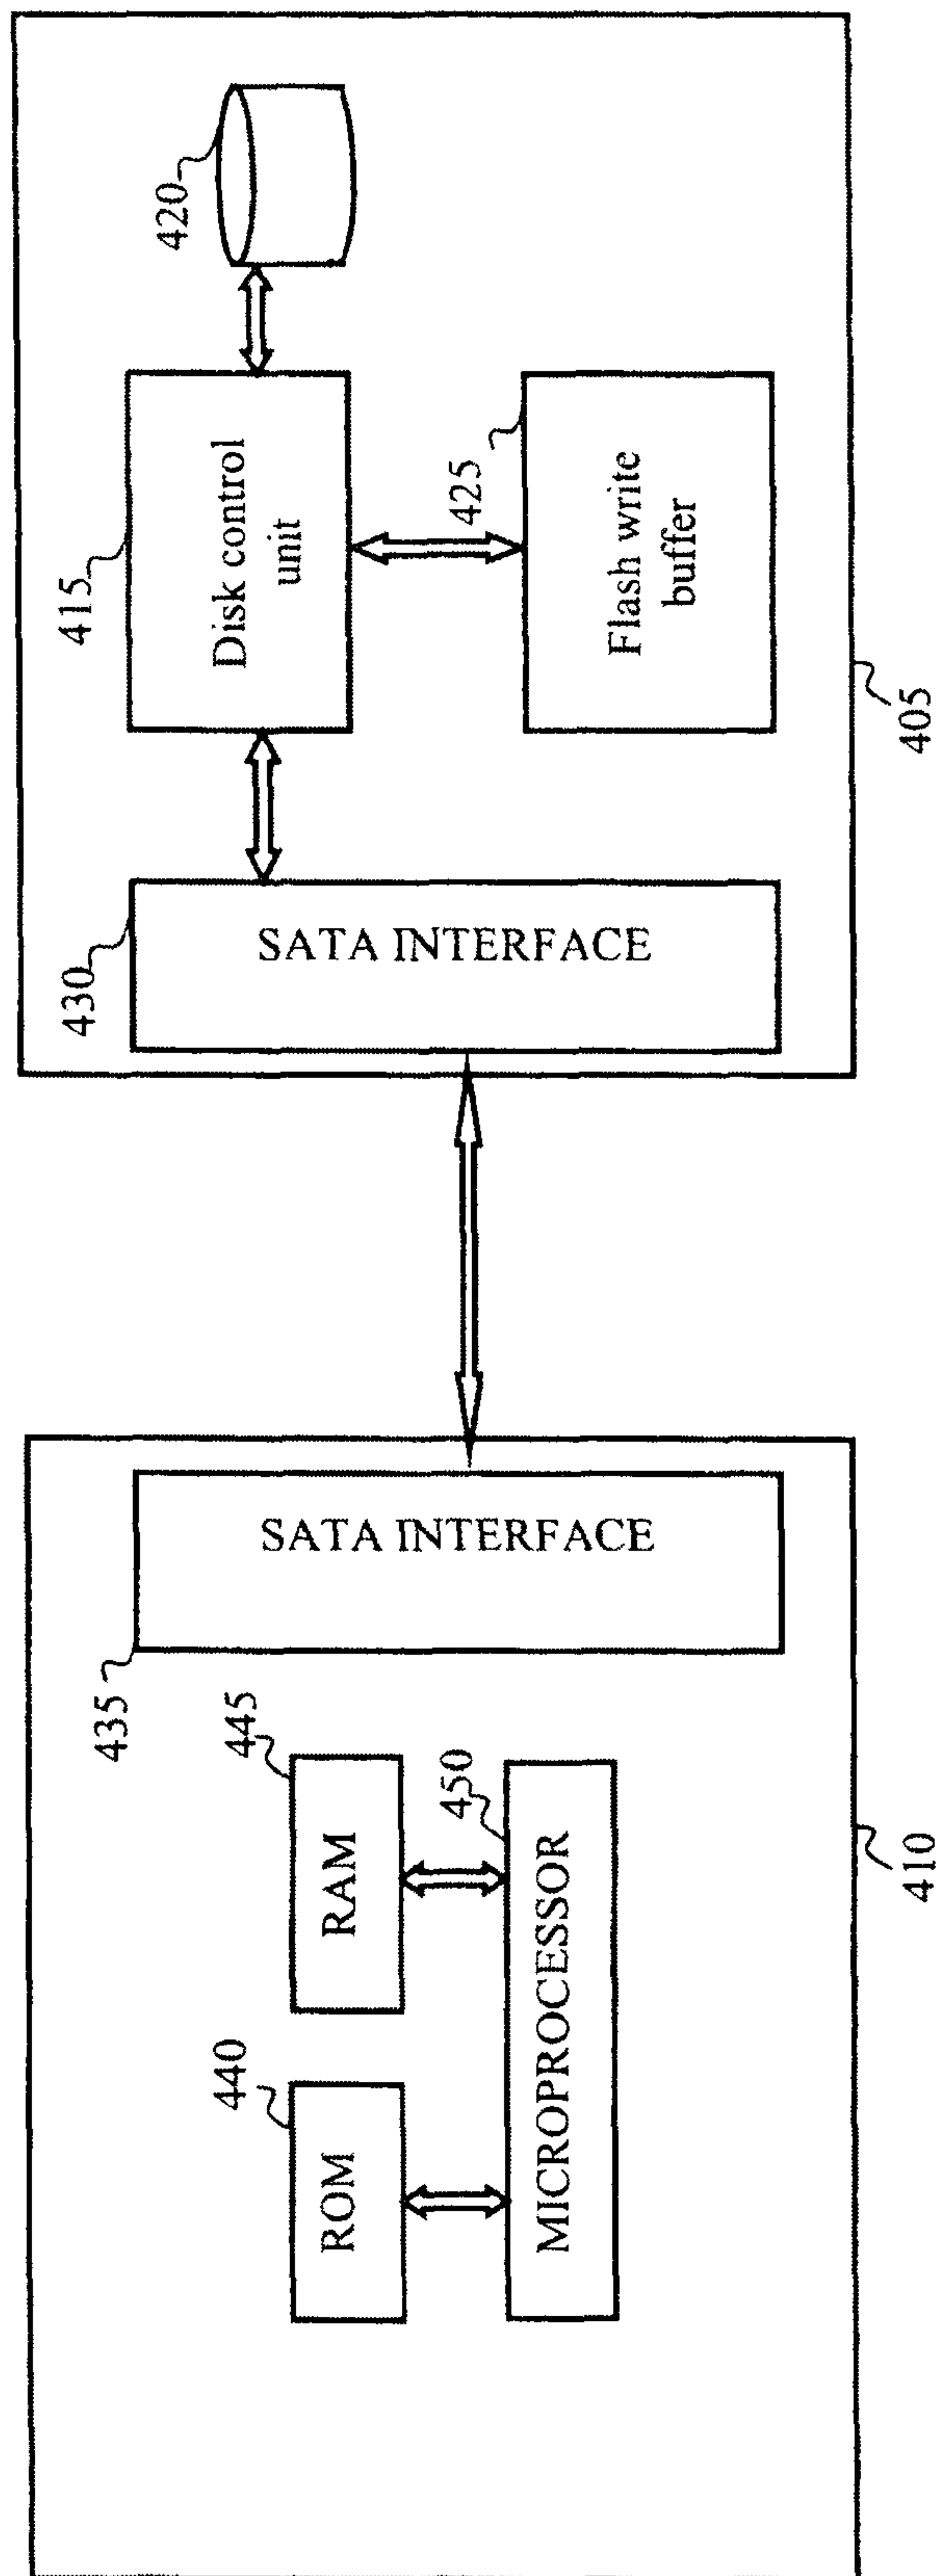 410
440
ROM
445
RAM
450
MICROPROCESSOR
435
SATA INTERFACE
405
430
SATA INTERFACE
415
Disk control
unit
420
425
Flash write
buffer